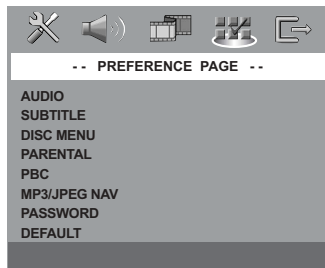 -- PREFERENCE PAGE --
AUDIO
SUBTITLE
DISC MENU
PARENTAL
PBC
MP3/JPEG NAV
PASSWORD
DEFAULT